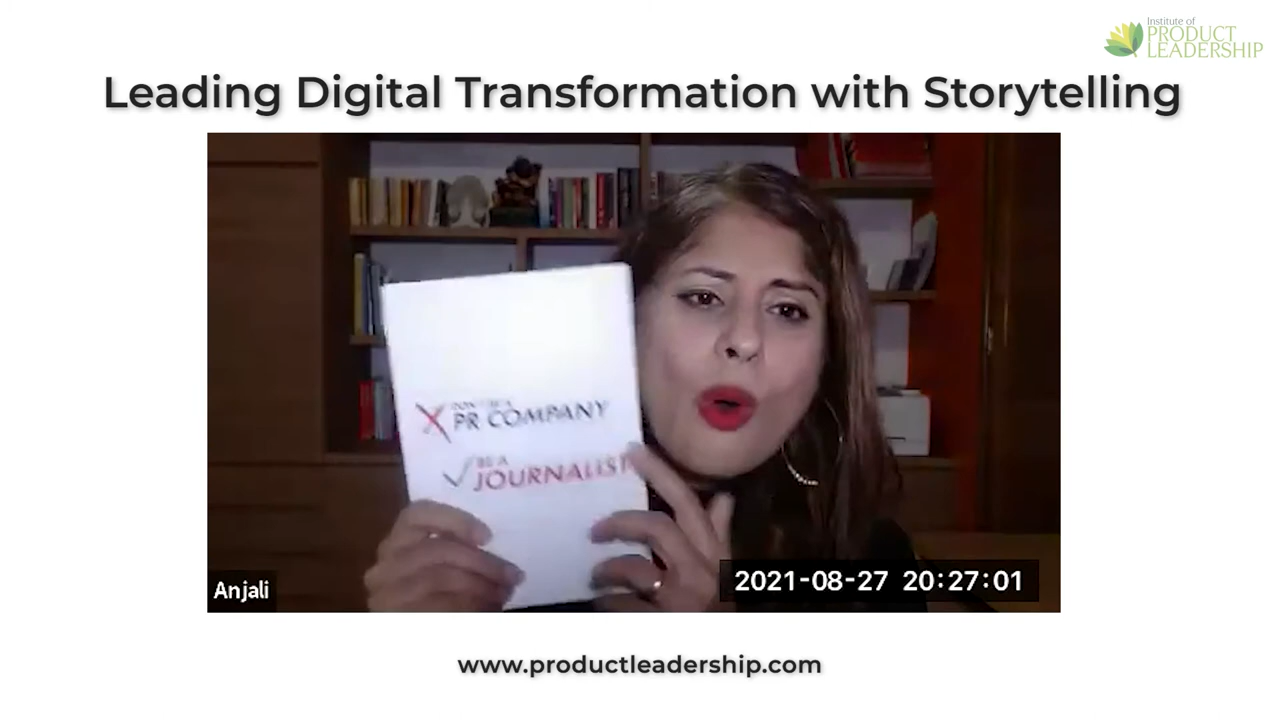 Institute of
PRODUCT
LEADERSHIP
Leading Digital Transformation with Storytelling
PR COMPANY
BE A
JOURNALIST
Anjali
2021-08-27 20:27:01
www.productleadership.com